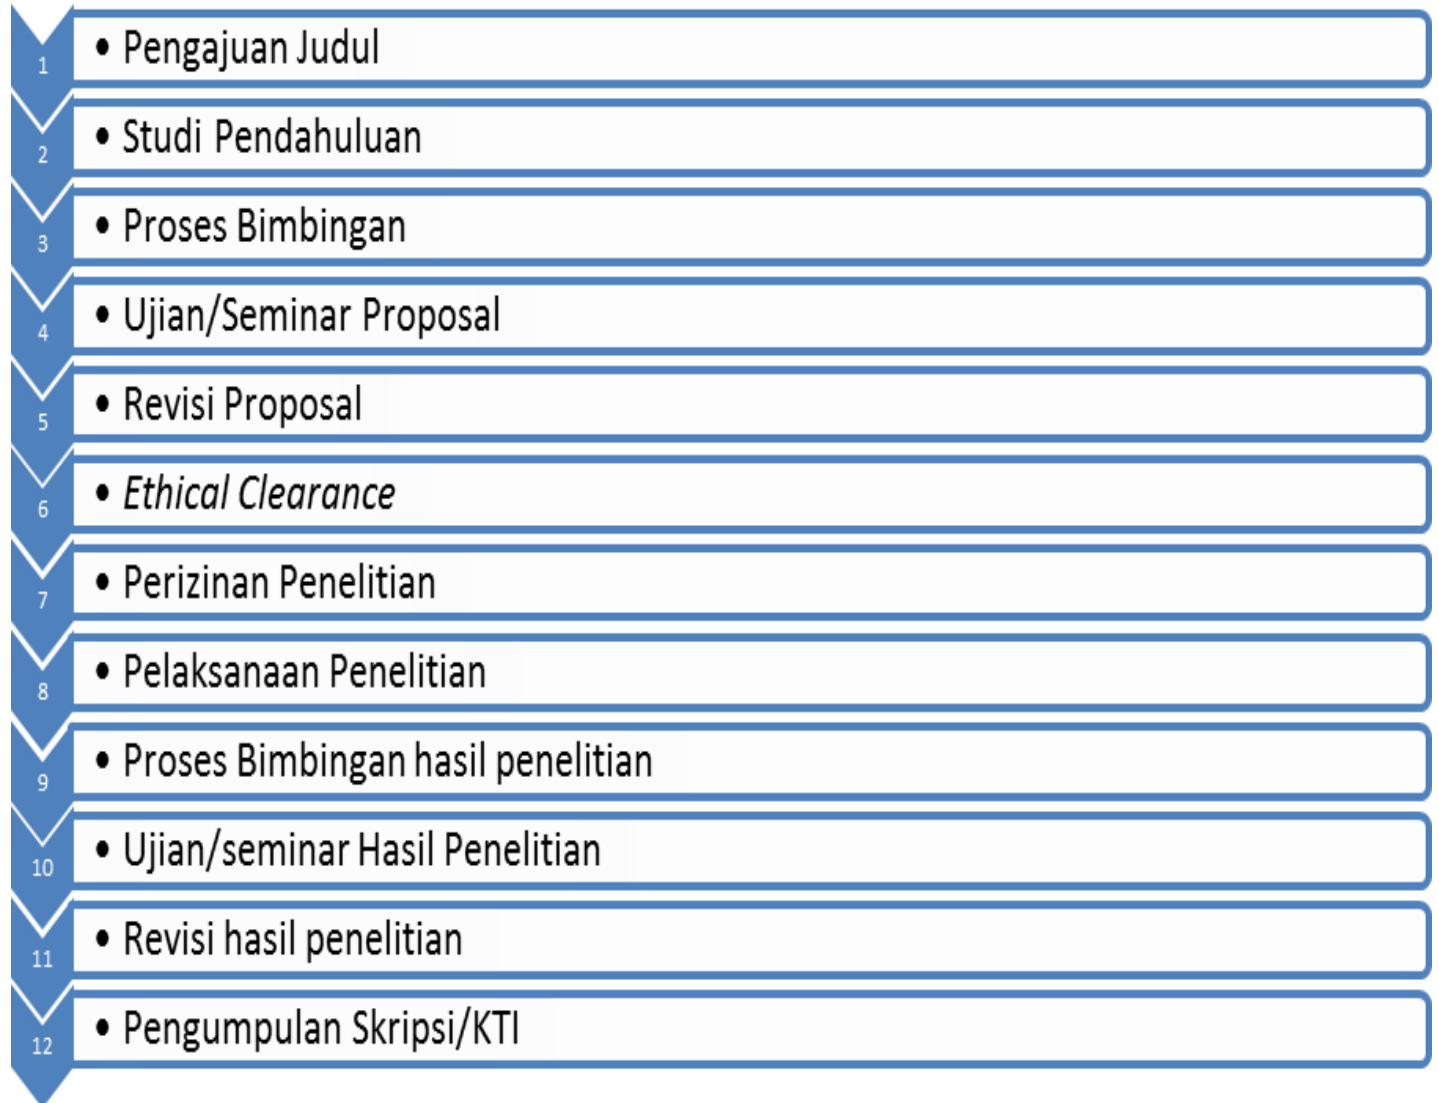 1
• Pengajuan Judul
2
• Studi Pendahuluan
3
• Proses Bimbingan
4
• Ujian/Seminar Proposal
5
• Revisi Proposal
6
• Ethical Clearance
7
• Perizinan Penelitian
8
• Pelaksanaan Penelitian
9
• Proses Bimbingan hasil penelitian
10
• Ujian/seminar Hasil Penelitian
11
• Revisi hasil penelitian
12
• Pengumpulan Skripsi/KTI